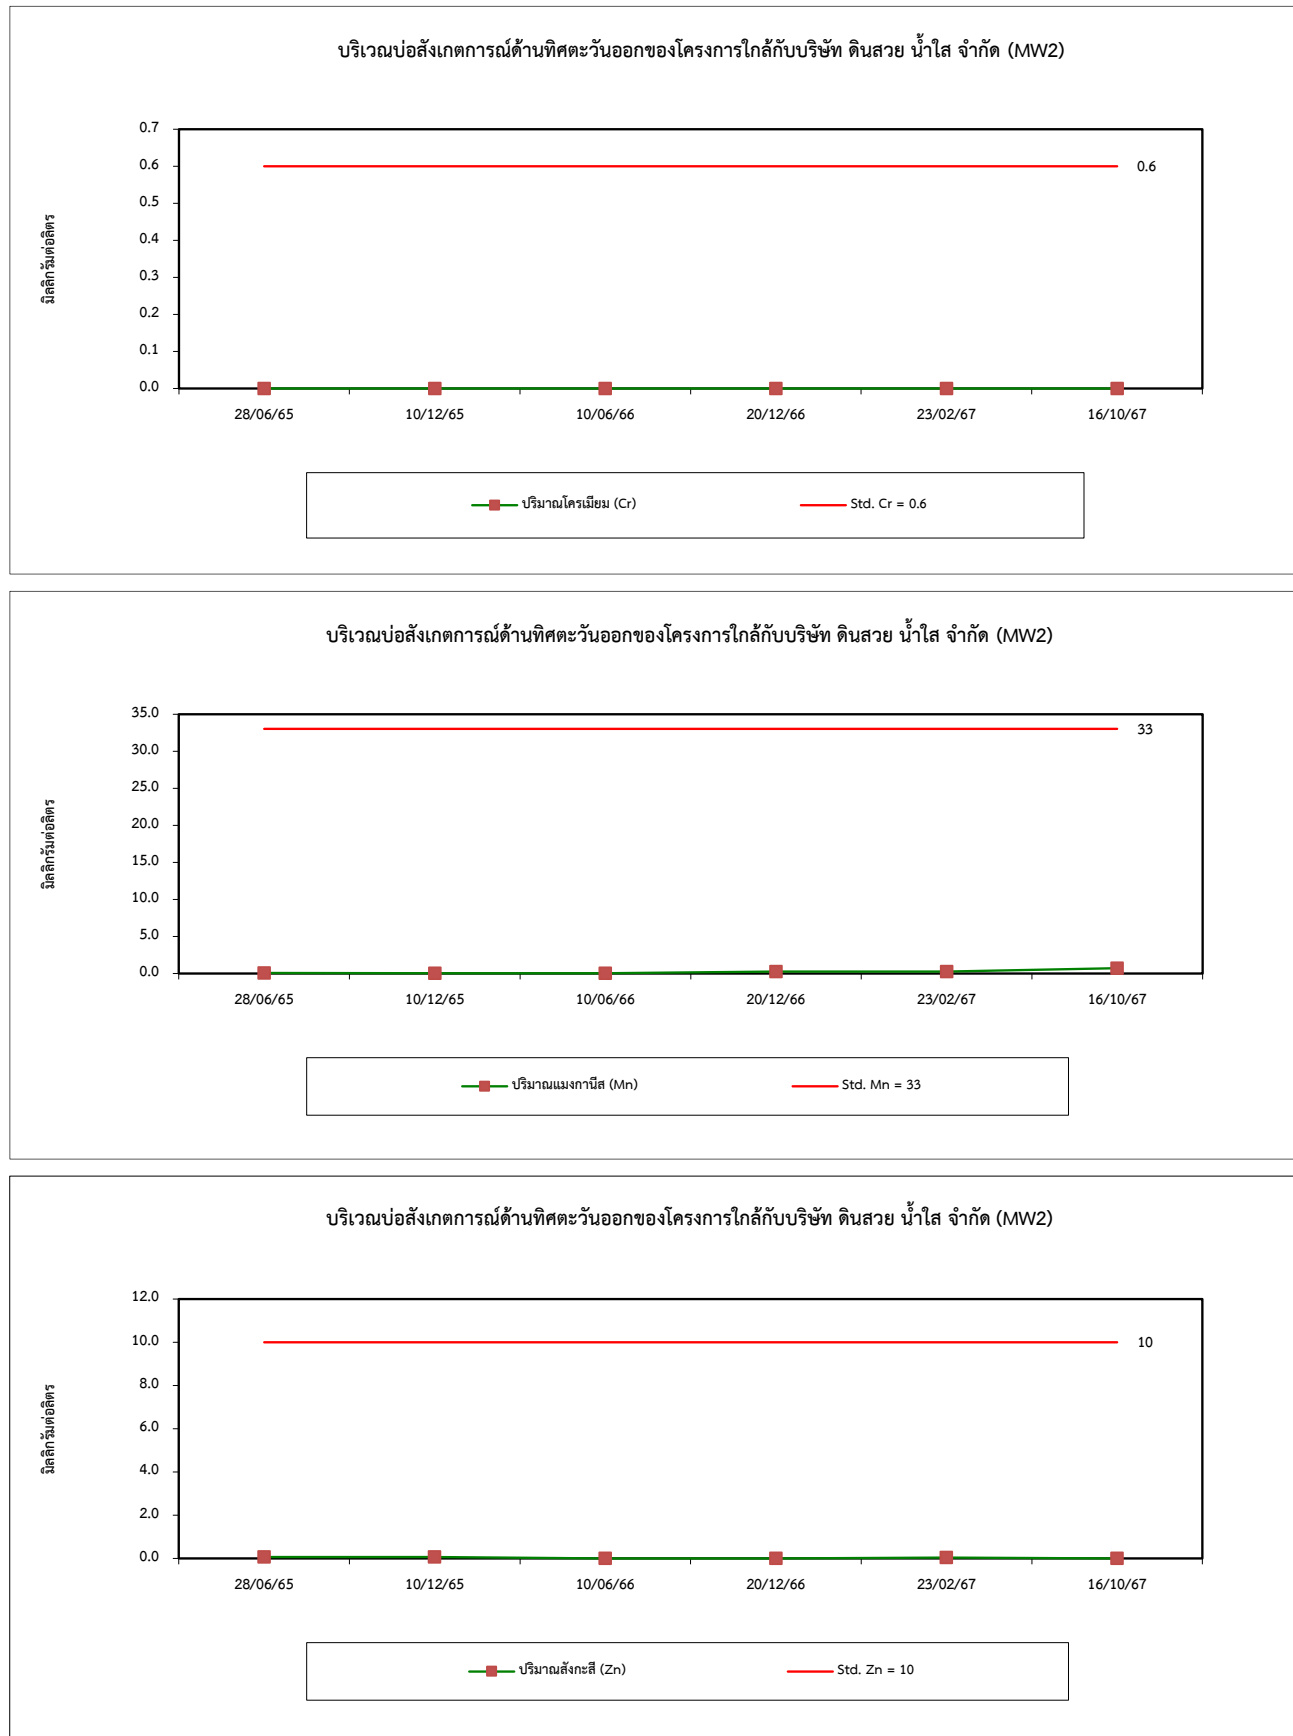 บริเวณบ่อสังเกตการณ์ด้านทิศตะวันออกของโครงการใกล้กับบริษัท ดินสวย น้ำใส จำกัด (MW2)
มิลลิกรัมต่อลิตร
0.7
0.6
0.5
0.4
0.3
0.2
0.1
0.0
0.6
28/06/65 10/12/65 10/06/66 20/12/66 23/02/67 16/10/67
ปริมาณโครเมียม (Cr) Std. Cr = 0.6
บริเวณบ่อสังเกตการณ์ด้านทิศตะวันออกของโครงการใกล้กับบริษัท ดินสวย น้ำใส จำกัด (MW2)
มิลลิกรัมต่อลิตร
35.0
30.0
25.0
20.0
15.0
10.0
5.0
0.0
33
28/06/65 10/12/65 10/06/66 20/12/66 23/02/67 16/10/67
ปริมาณแมงกานีส (Mn) Std. Mn = 33
บริเวณบ่อสังเกตการณ์ด้านทิศตะวันออกของโครงการใกล้กับบริษัท ดินสวย น้ำใส จำกัด (MW2)
มิลลิกรัมต่อลิตร
12.0
10.0
8.0
6.0
4.0
2.0
0.0
10
28/06/65 10/12/65 10/06/66 20/12/66 23/02/67 16/10/67
ปริมาณสังกะสี (Zn) Std. Zn = 10